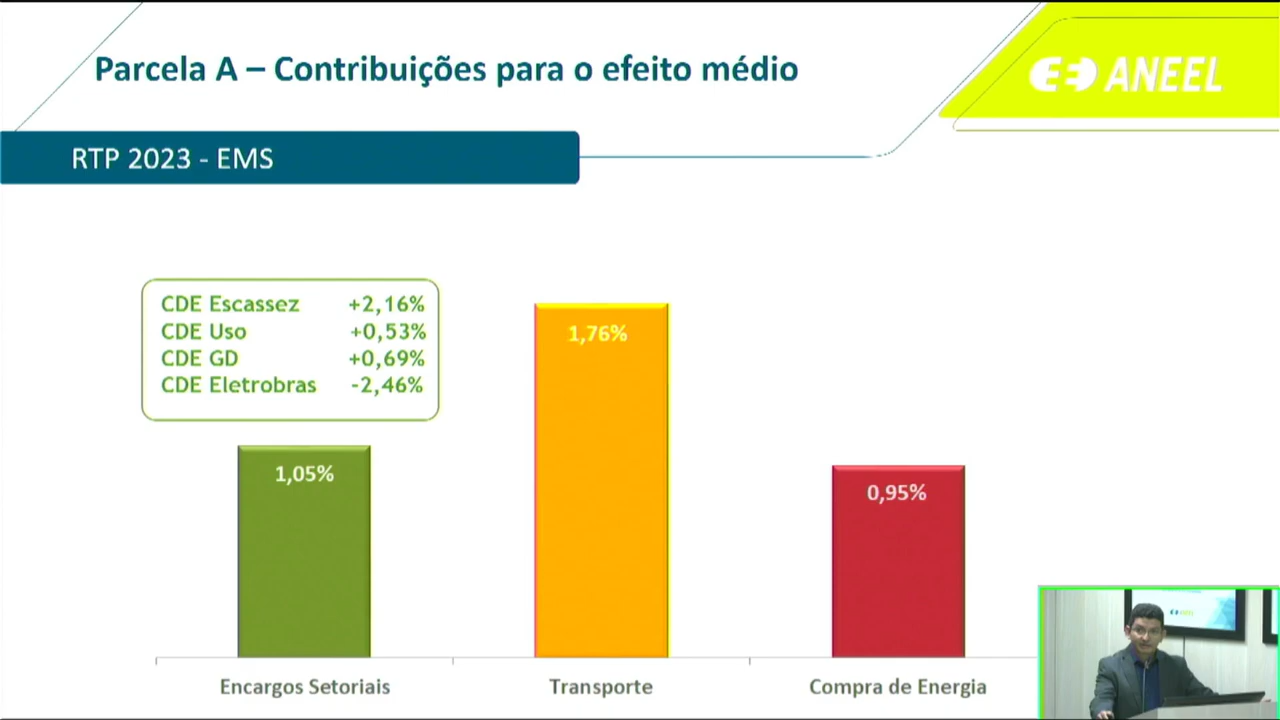 Parcela A – Contribuições para o efeito médio
ANEEL
RTP 2023 - EMS
CDE Escassez +2,16%
CDE Uso +0,53%
CDE GD +0,69%
CDE Eletrobras -2,46%
1,05%
1,76%
0,95%
Encargos Setoriais
Transporte
Compra de Energia
ANEEL